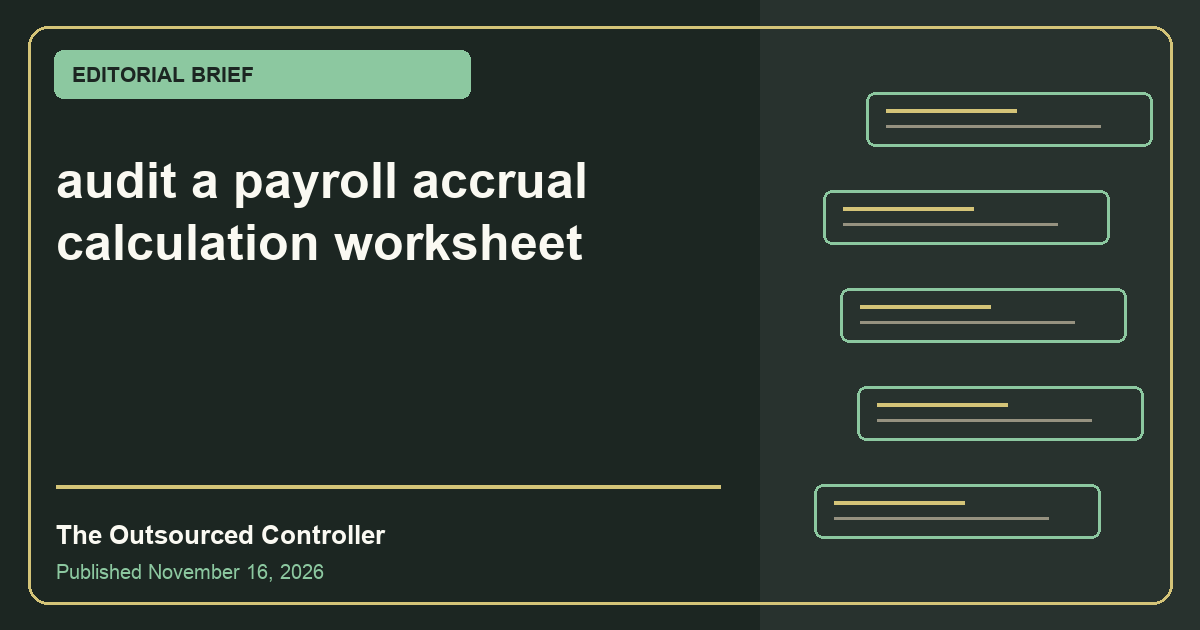 EDITORIAL BRIEF
audit a payroll accrual
calculation worksheet
The Outsourced Controller
Published November 16, 2026